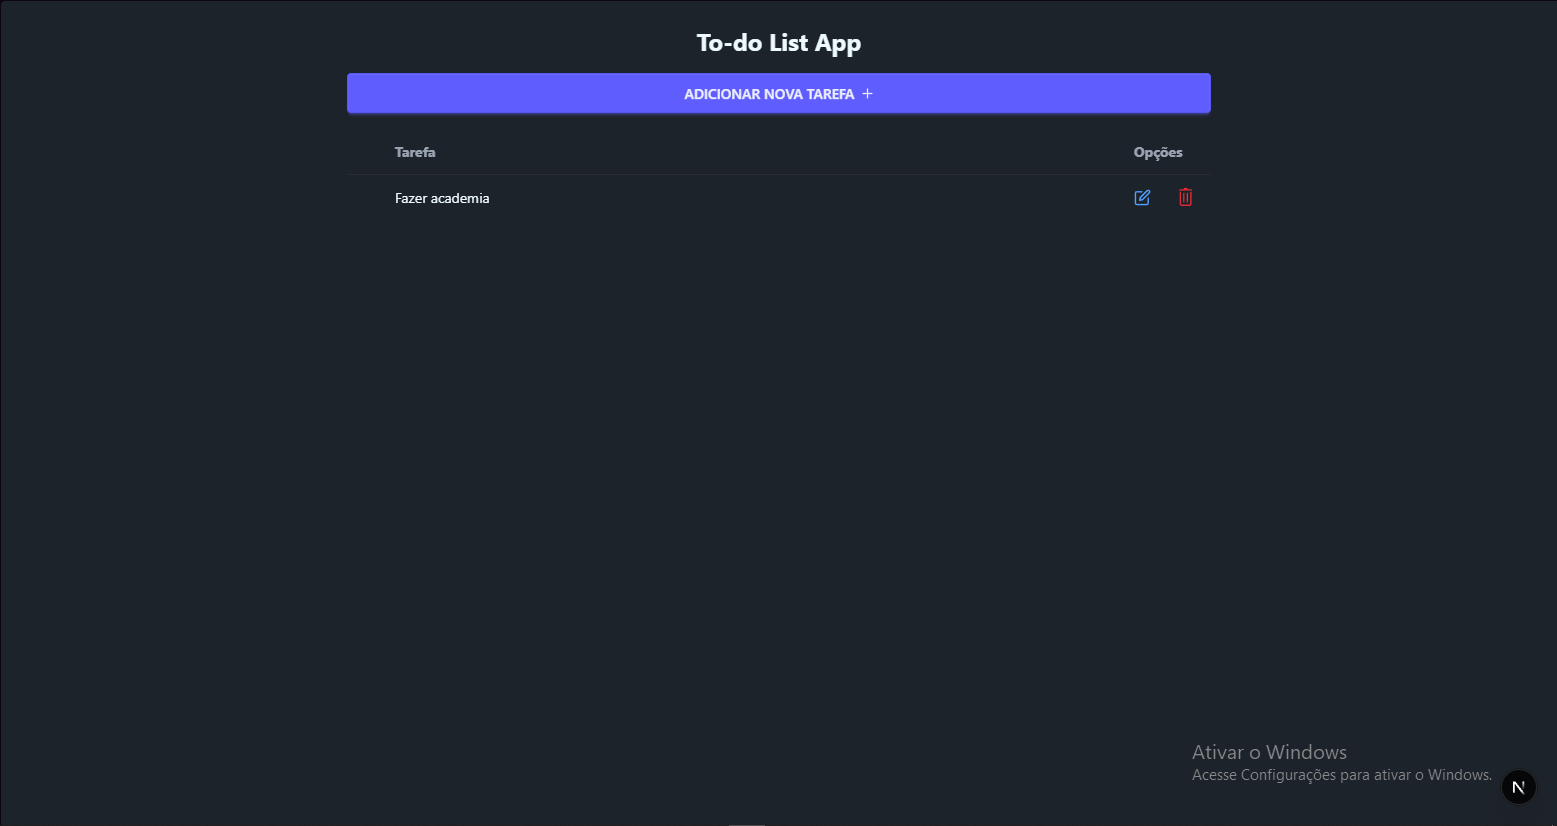 To-do List App
ADICIONAR NOVA TAREFA +
Tarefa Opções
Fazer academia
Ativar o Windows
Acesse Configurações para ativar o Windows.
N